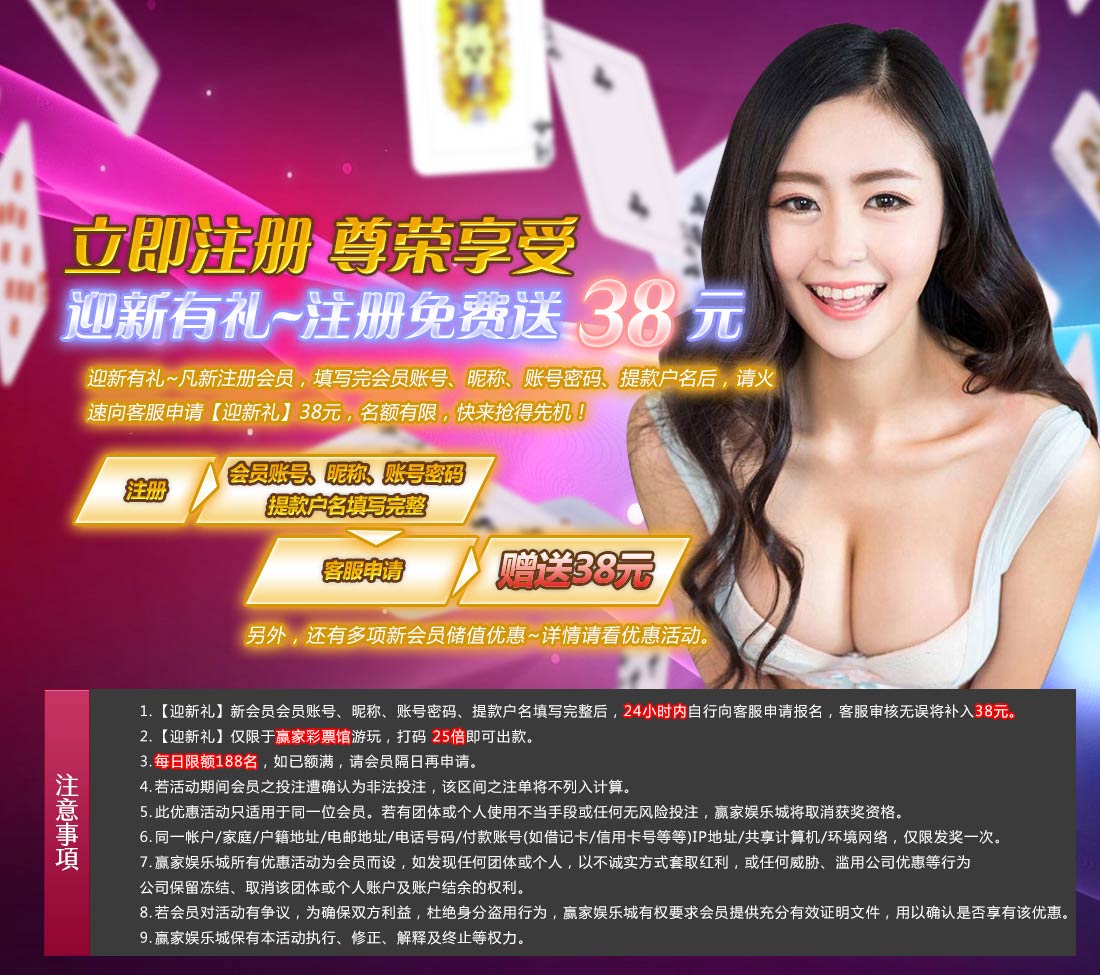 立即注册 尊荣享受
迎新有礼~注册免费送 38 元
迎新有礼~凡新注册会员，填写完会员账号、昵称、账号密码、提款户名后，请火
速向客服申请【迎新礼】38元，名额有限，快来抢得先机！
注册
会员账号、昵称、账号密码
提款户名填写完整
客服申请
赠送38元
另外，还有多项新会员储值优惠~详情请看优惠活动。
注意事項
1.【迎新礼】新会员会员账号、昵称、账号密码、提款户名填写完整后，24小时内自行向客服申请报名，客服审核无误将补入38元。
2.【迎新礼】仅限于赢家彩票馆游玩，打码 25倍即可出款。
3.每日限额188名，如已额满，请会员隔日再申请。
4.若活动期间会员之投注遭确认为非法投注，该区间之注单将不列入计算。
5.此优惠活动只适用于同一位会员。若有团体或个人使用不当手段或任何无风险投注，赢家娱乐城将取消获奖资格。
6.同一帐户/家庭/户籍地址/电邮地址/电话号码/付款账号(如借记卡/信用卡号等等)IP地址/共享计算机/环境网络，仅限发奖一次。
7.赢家娱乐城所有优惠活动为会员而设，如发现任何团体或个人，以不诚实方式套取红利，或任何威胁、滥用公司优惠等行为
公司保留冻结、取消该团体或个人账户及账户结余的权利。
8.若会员对活动有争议，为确保双方利益，杜绝身分盗用行为，赢家娱乐城有权要求会员提供充分有效证明文件，用以确认是否享有该优惠。
9.赢家娱乐城保有本活动执行、修正、解释及终止等权力。